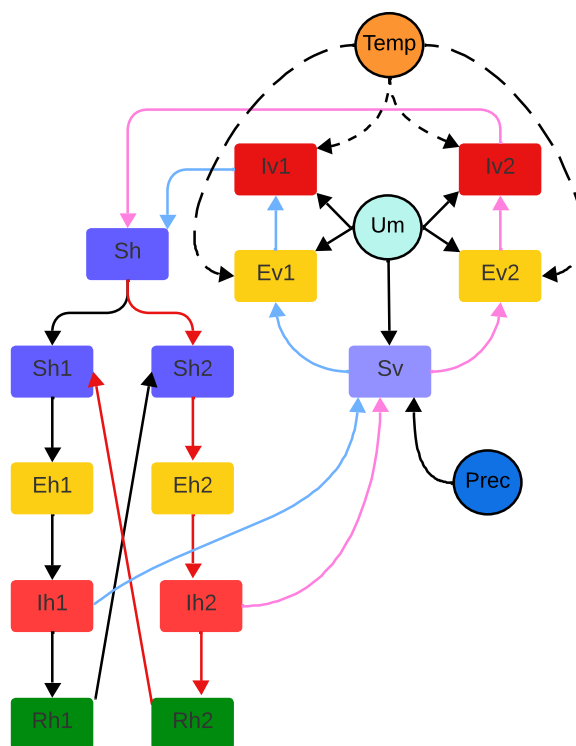 Temp
Iv1
Iv2
Um
Sh
Ev1
Ev2
Sh1
Sh2
Sv
Eh1
Eh2
Prec
Ih1
Ih2
Rh1
Rh2